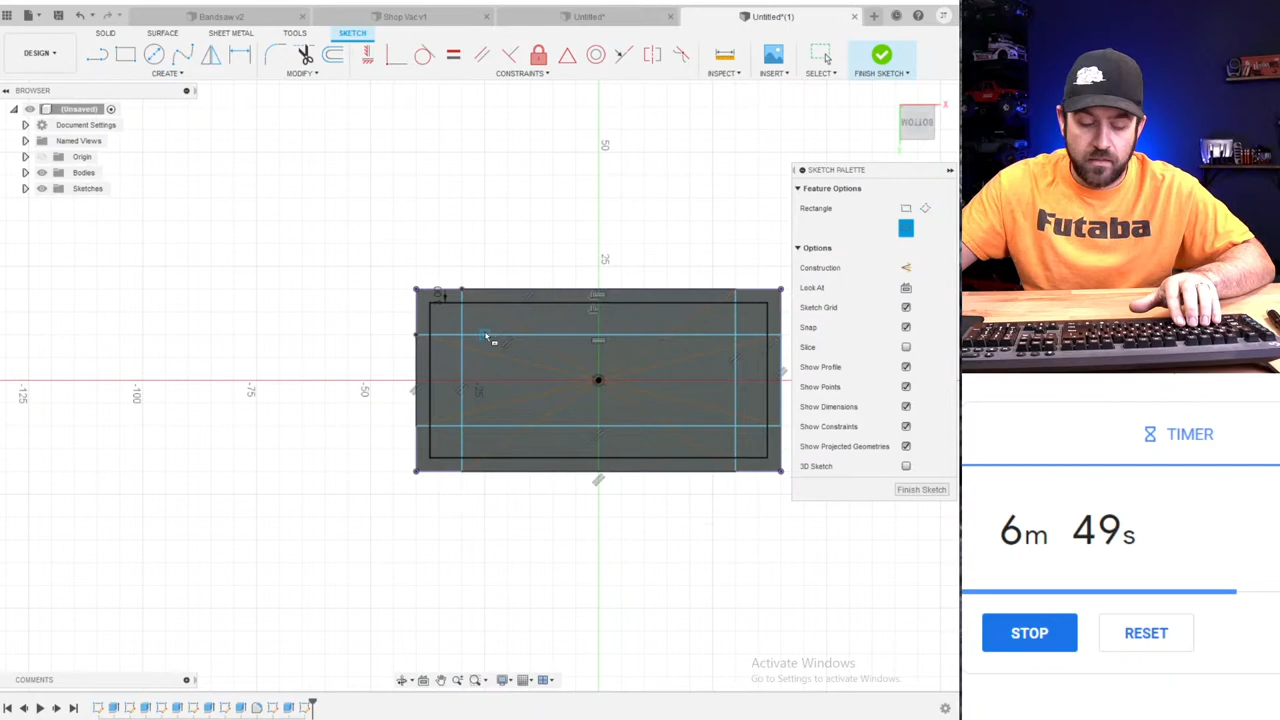 Bandsaw v2
Shop Vac v1
Untitled*
Untitled*(1)
JT
DESIGN
SOLID
SURFACE
SHEET METAL
TOOLS
SKETCH
CREATE
MODIFY
CONSTRAINTS
INSPECT
INSERT
SELECT
FINISH SKETCH
BROWSER
(Unsaved)
Document Settings
Named Views
Origin
Bodies
Sketches
BOTTOM
X
50
25
-125
-100
-75
-50
-25
SKETCH PALETTE
Feature Options
Rectangle
Options
Construction
Look At
Sketch Grid
Snap
Slice
Show Profile
Show Points
Show Dimensions
Show Constraints
Show Projected Geometries
3D Sketch
Finish Sketch
Activate Windows
Go to Settings to activate Windows.
COMMENTS
Futaba
TIMER
6m 49s
STOP
RESET